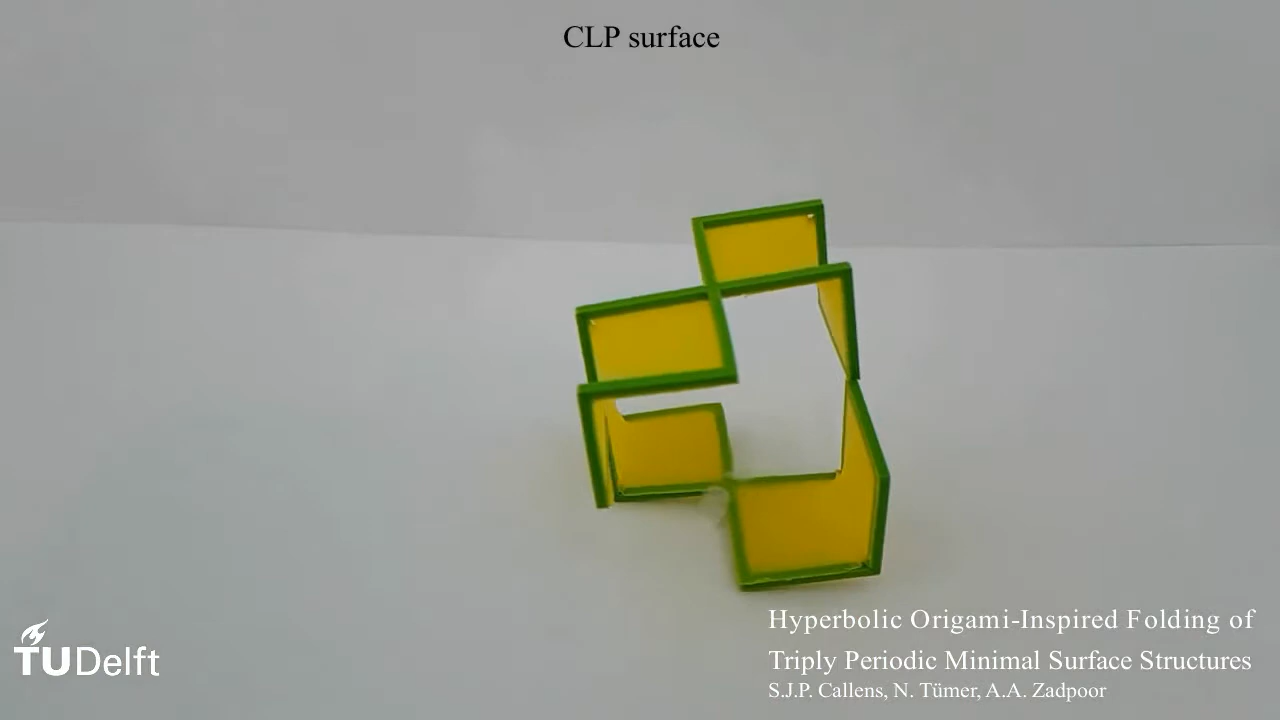 CLP surface
Hyperbolic Origami-Inspired Folding of
Triply Periodic Minimal Surface Structures
S.J.P. Callens, N. Tümer, A.A. Zadpoor
TUDelft